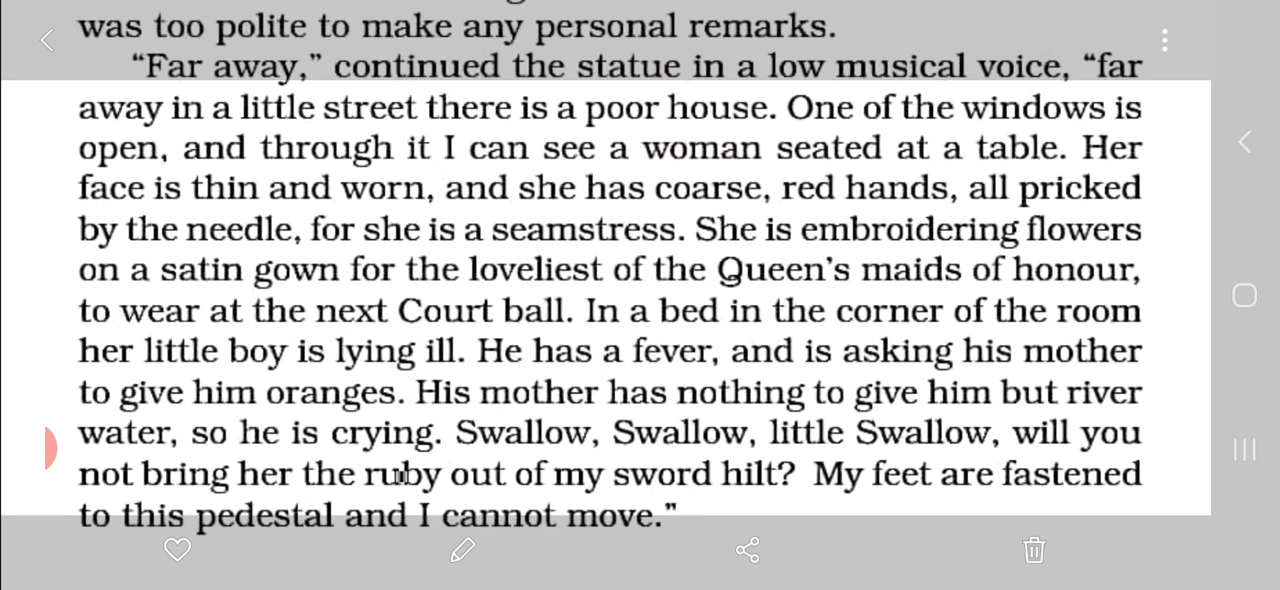 was too polite to make any personal remarks.
“Far away,” continued the statue in a low musical voice, “far
away in a little street there is a poor house. One of the windows is
open, and through it I can see a woman seated at a table. Her
face is thin and worn, and she has coarse, red hands, all pricked
by the needle, for she is a seamstress. She is embroidering flowers
on a satin gown for the loveliest of the Queen’s maids of honour,
to wear at the next Court ball. In a bed in the corner of the room
her little boy is lying ill. He has a fever, and is asking his mother
to give him oranges. His mother has nothing to give him but river
water, so he is crying. Swallow, Swallow, little Swallow, will you
not bring her the ruby out of my sword hilt? My feet are fastened
to this pedestal and I cannot move.”